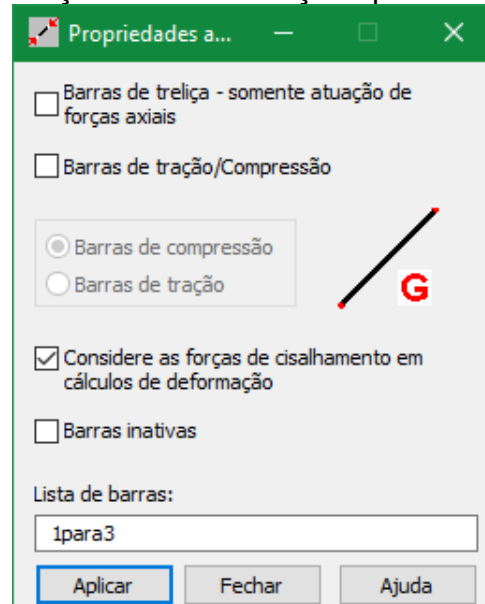 Propriedades a...
Barras de treliça - somente atuação de
forças axiais
Barras de tração/Compressão
Barras de compressão
Barras de tração
G
Considere as forças de cisalhamento em
cálculos de deformação
Barras inativas
Lista de barras:
1para3
Aplicar Fechar Ajuda